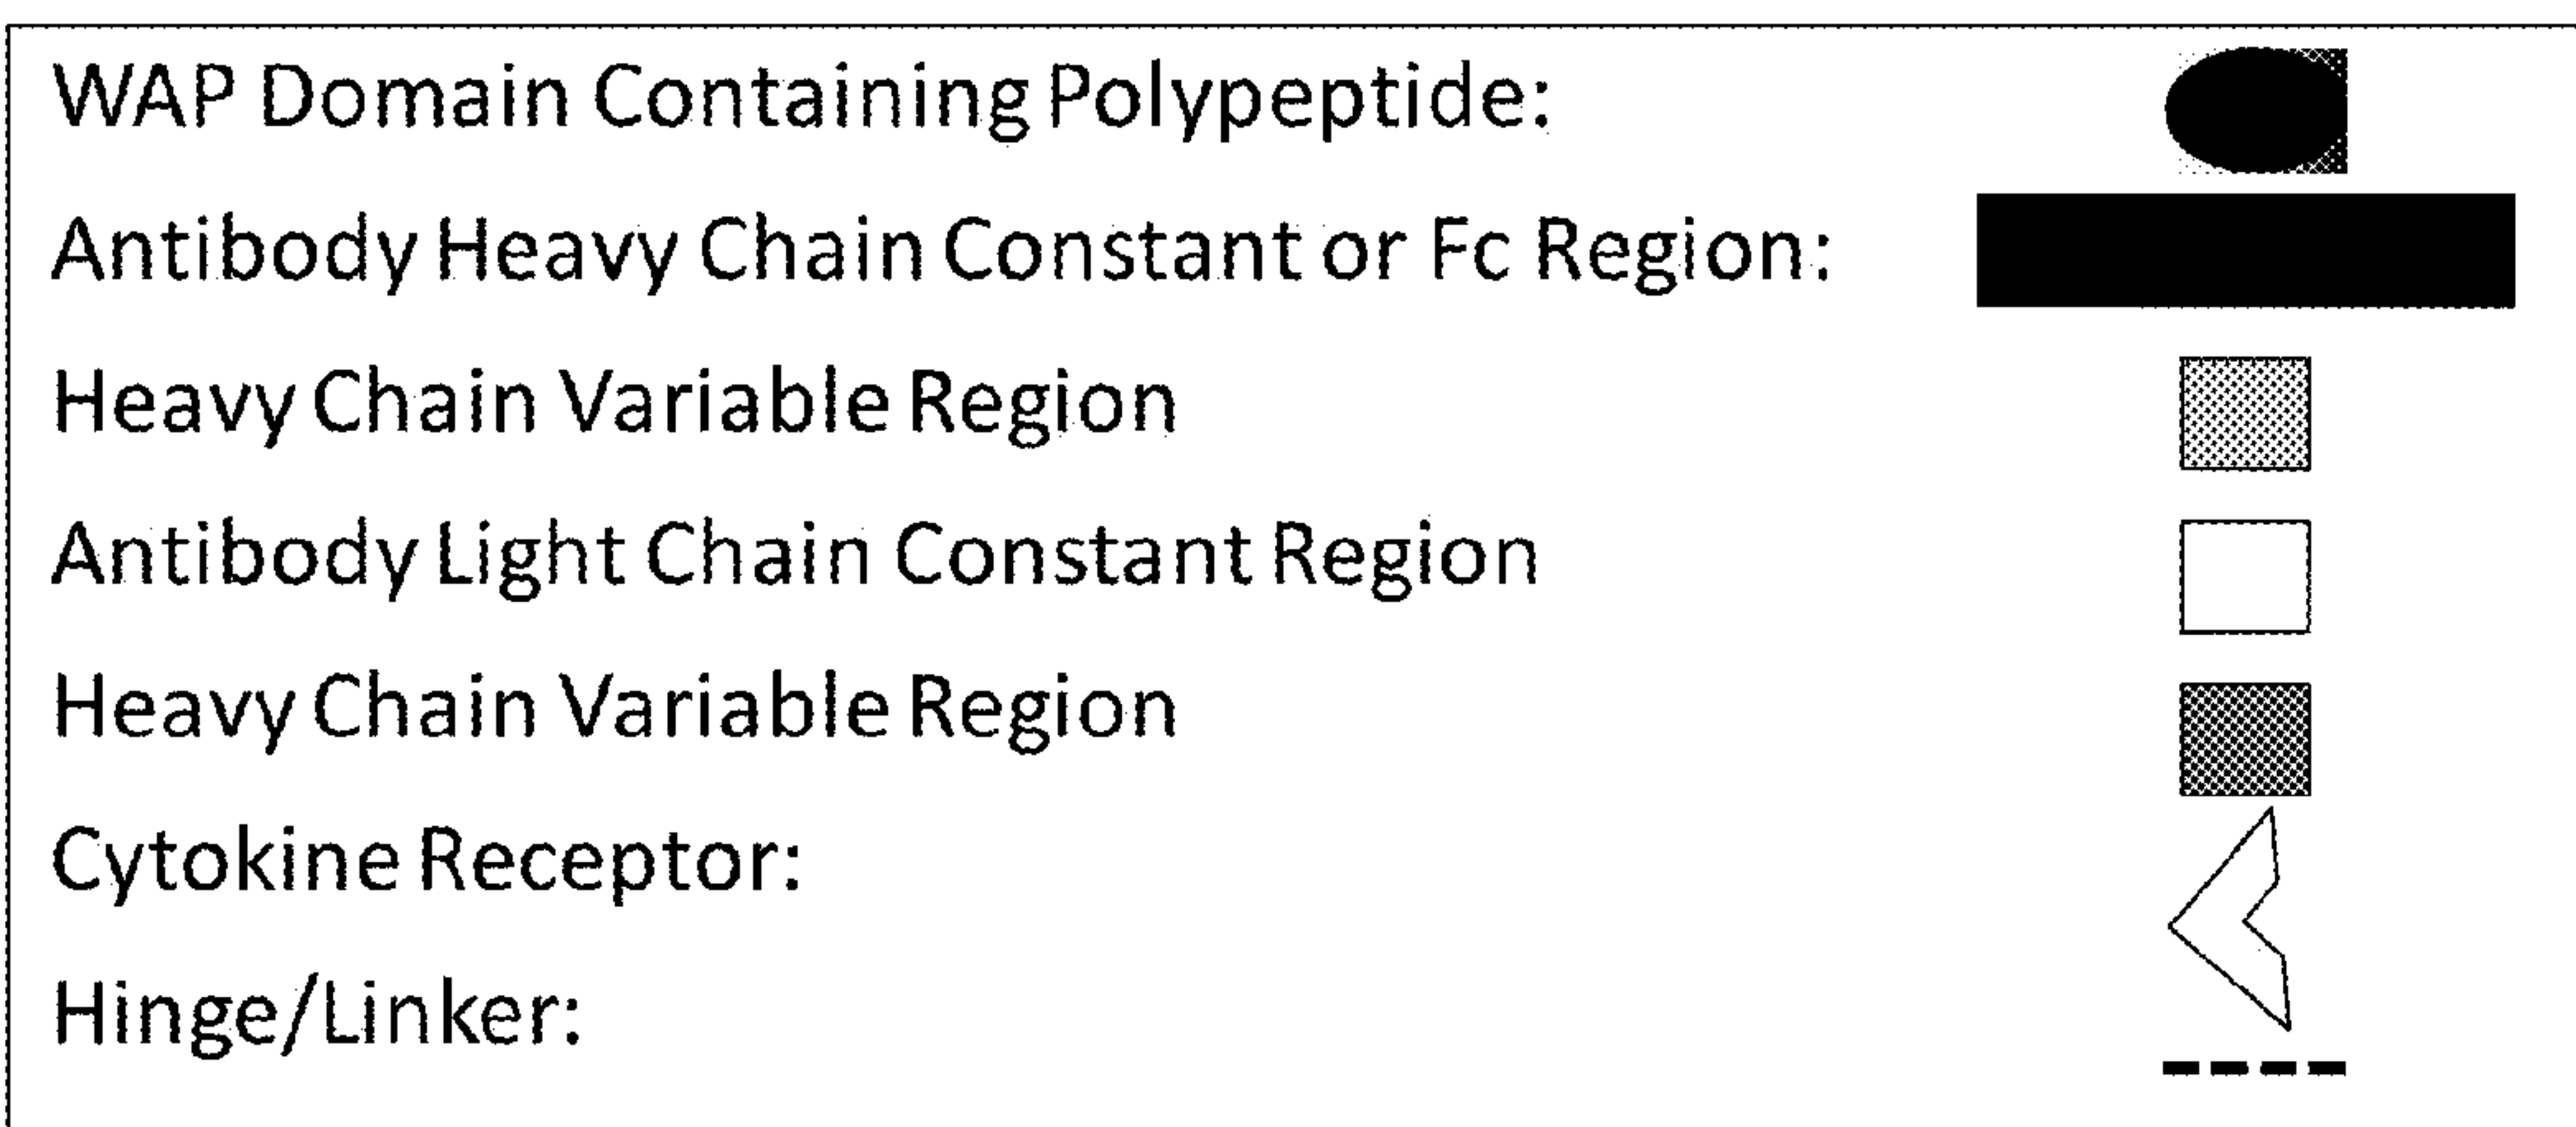 WAP Domain Containing Polypeptide:
Antibody Heavy Chain Constant or Fc Region:
Heavy Chain Variable Region
Antibody Light Chain Constant Region
Heavy Chain Variable Region
Cytokine Receptor:
Hinge/Linker: